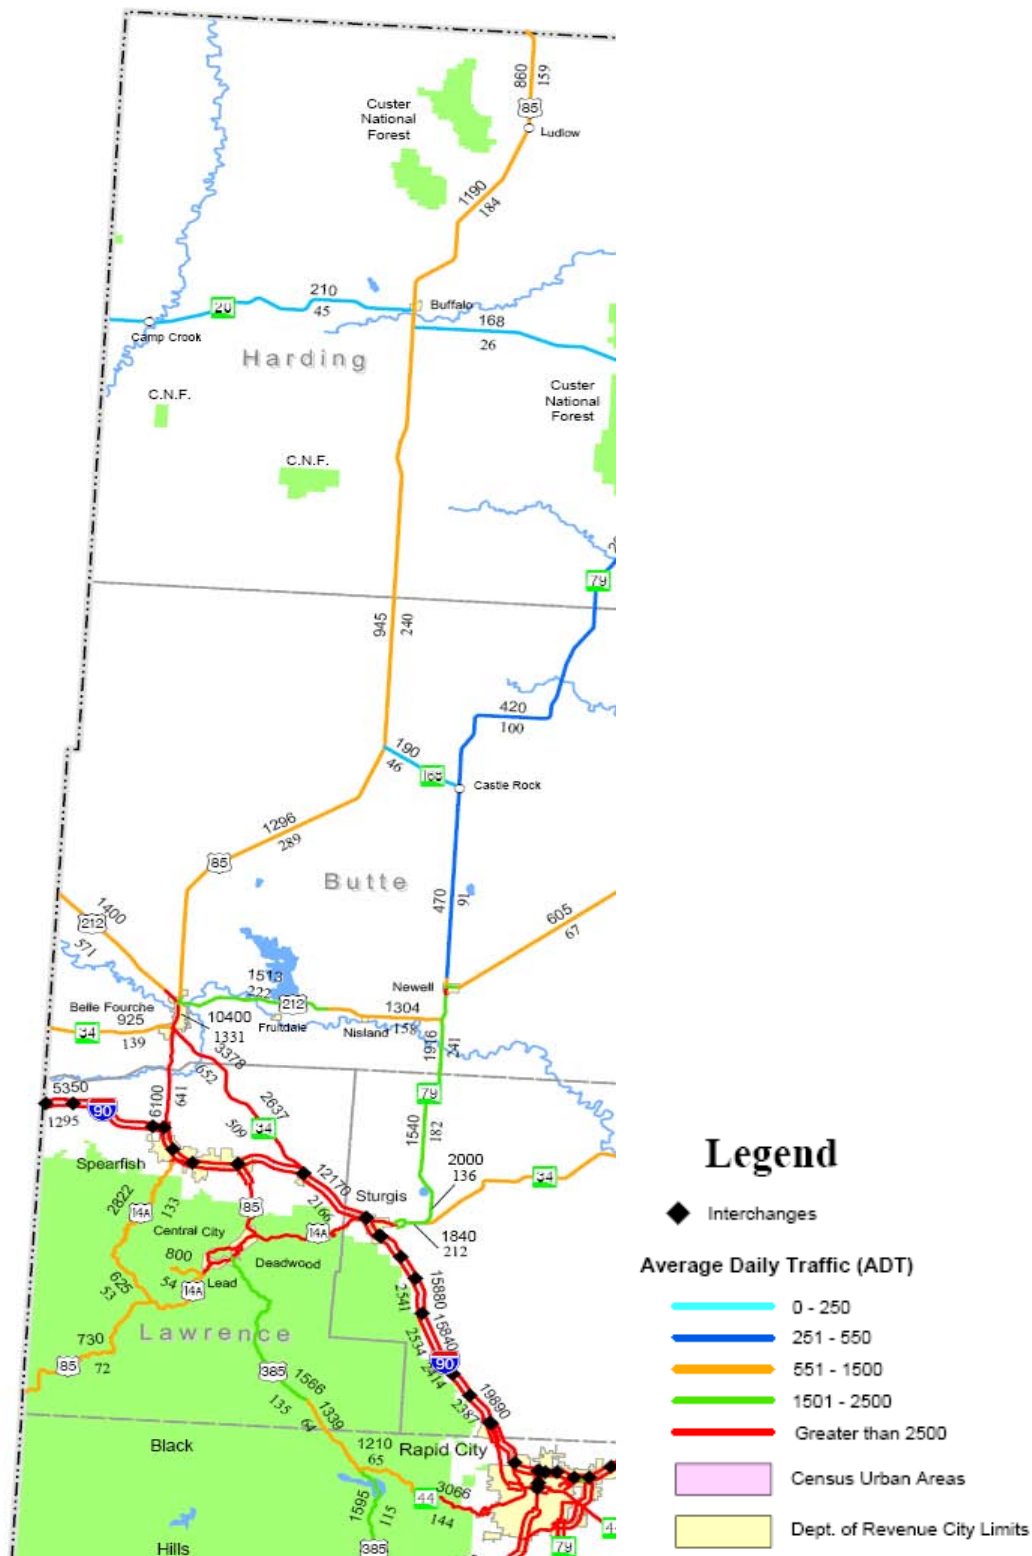 860
159
85
Ludlow
Custer
National
Forest
1190
184
210
45
20
Buffalo
168
26
Camp Crook
Harding
C.N.F.
Custer
National
Forest
C.N.F.
79
945
240
420
100
190
46
168
Castle Rock
1296
289
85
Butte
470
91
605
67
1400
212
571
Newell
1513
222
212
Fruitdale
1304
158
Nisland
Belle Fourche
925
34
139
10400
1331
3378
652
1916
241
79
5350
90
1295
6100
641
2637
509
34
1540
182
2000
136
34
Spearfish
12170
2166
Sturgis
2822
14A
133
85
14A
1840
212
Central City
800
54
Lead
14A
Deadwood
625
53
15880
2541
15840
2534
90
2414
Lawrence
730
85
72
385
1566
135
1339
64
19890
2387
1210
65
Rapid City
Black
3066
44
144
1595
115
385
79
Hills
Legend
Interchanges
Average Daily Traffic (ADT)
0 - 250
251 - 550
551 - 1500
1501 - 2500
Greater than 2500
Census Urban Areas
Dept. of Revenue City Limits